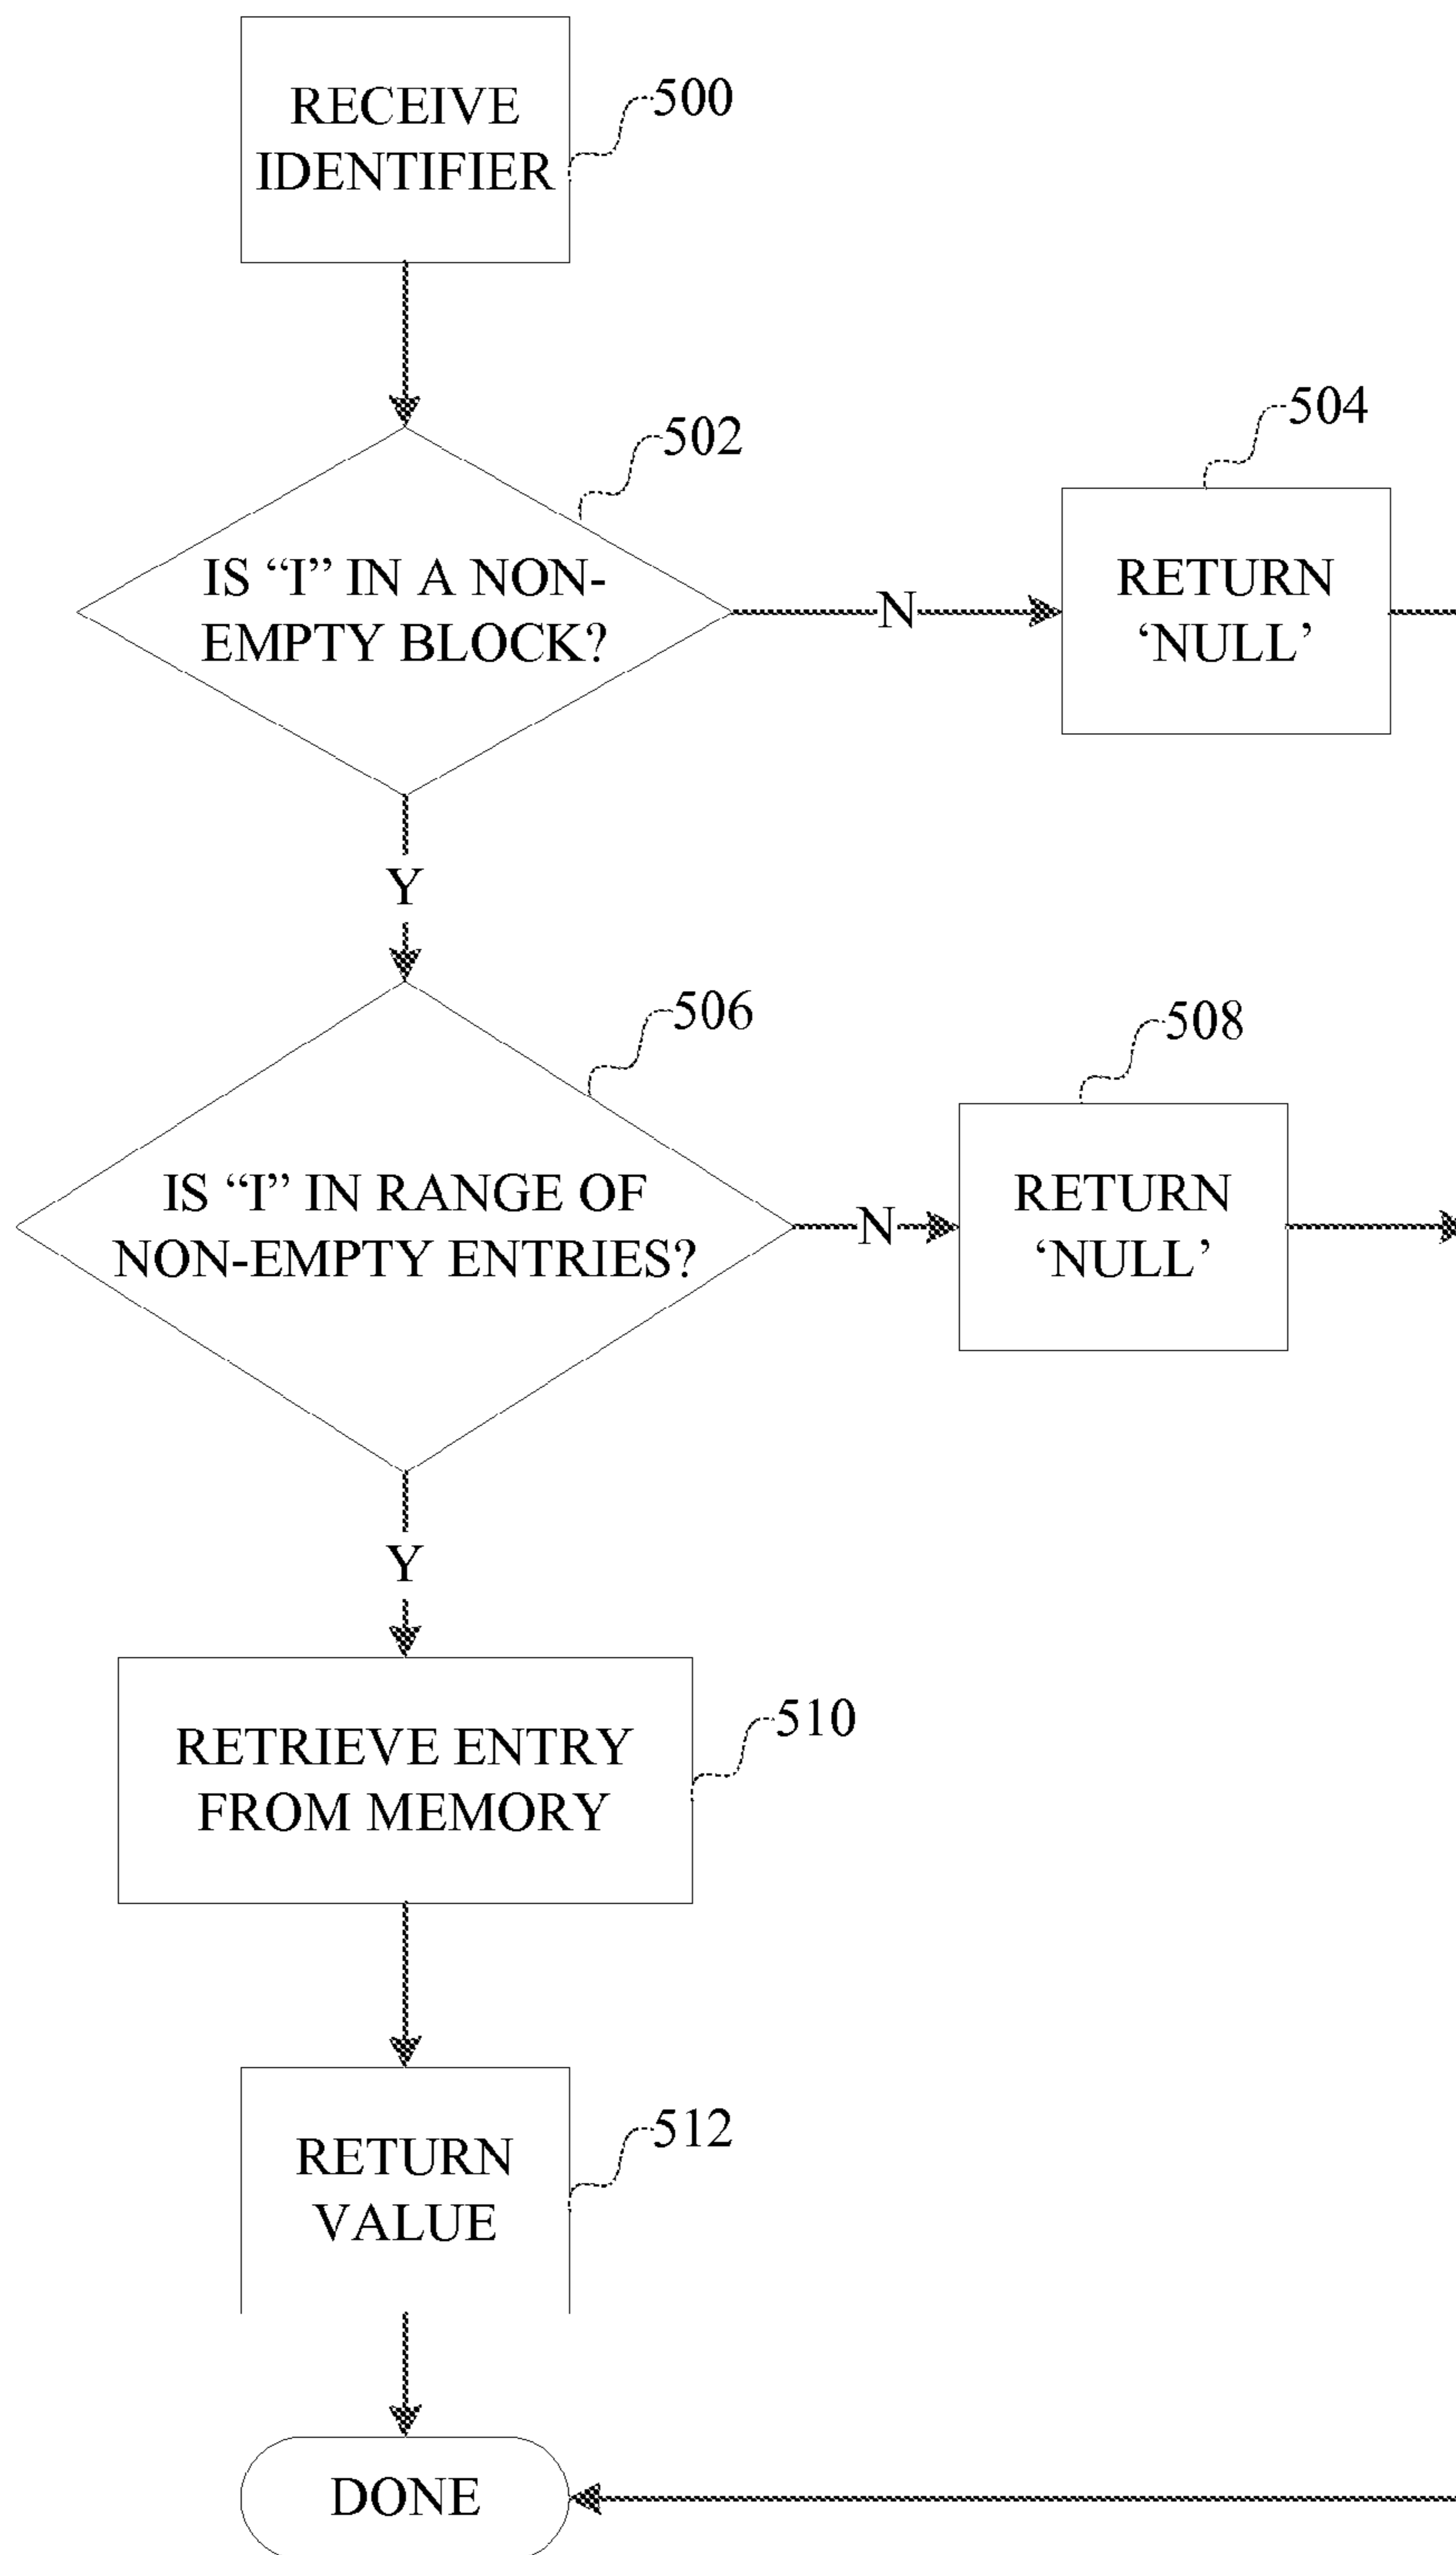 RECEIVE
IDENTIFIER
500
502
IS “I” IN A NON-
EMPTY BLOCK?
N
504
RETURN
‘NULL’
Y
506
IS “I” IN RANGE OF
NON-EMPTY ENTRIES?
N
508
RETURN
‘NULL’
Y
RETRIEVE ENTRY
FROM MEMORY
510
RETURN
VALUE
512
DONE